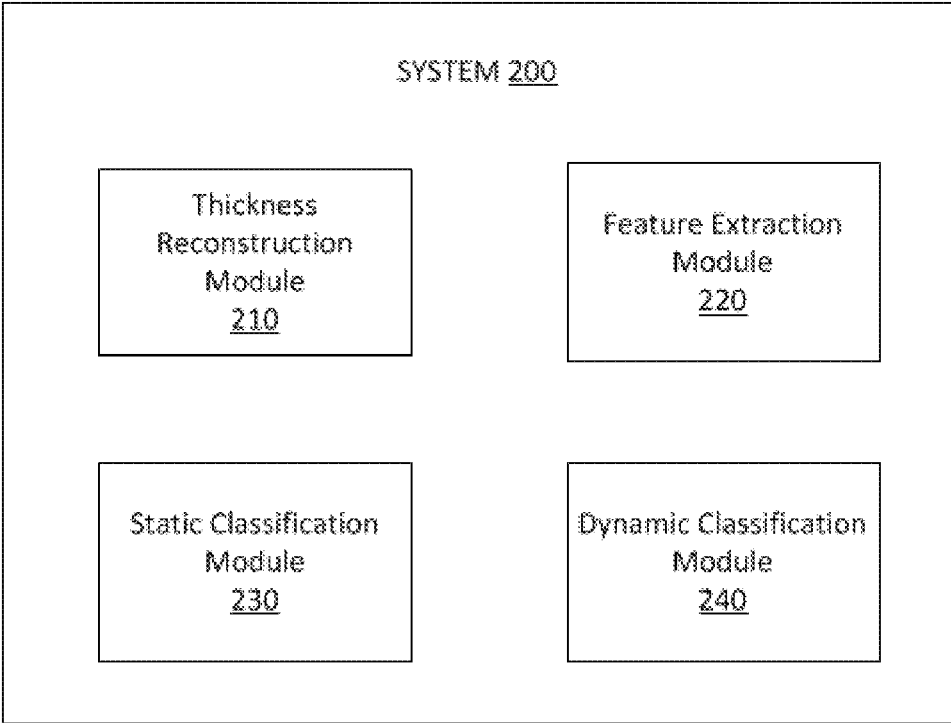 SYSTEM 200
Thickness
Reconstruction
Module
210
Feature Extraction
Module
220
Static Classification
Module
230
Dynamic Classification
Module
240